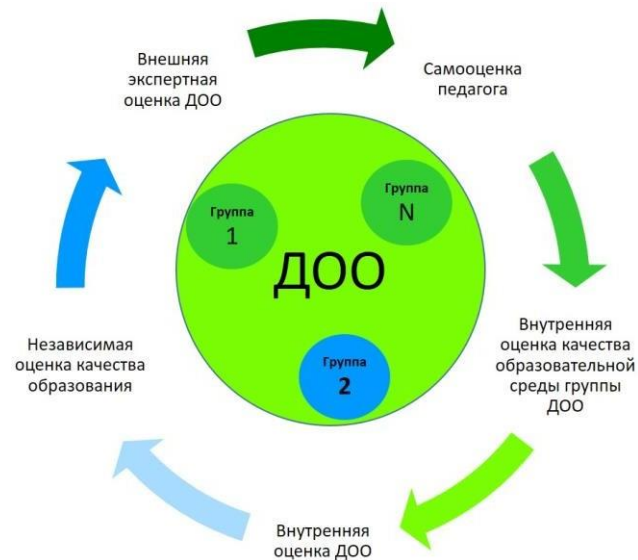 Внешняя
экспертная
оценка ДОО
Самооценка
педагога
Группа
1
Группа
N
ДОО
Группа
2
Независимая
оценка качества
образования
Внутренняя
оценка качества
образовательной
среды группы
ДОО
Внутренняя
оценка ДОО